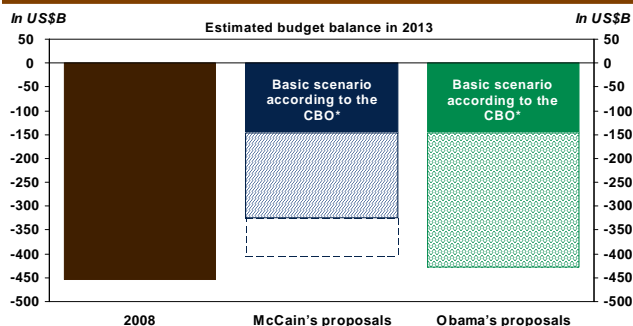 In US$B
In US$B
Estimated budget balance in 2013
50
50
0
0
-50
-50
-100
-100
-150
-150
-200
-200
-250
-250
-300
-300
-350
-350
-400
-400
-450
-450
-500
-500
Basic scenario
according to the
CBO*
Basic scenario
according to the
CBO*
2008
McCain's proposals
Obama's proposals